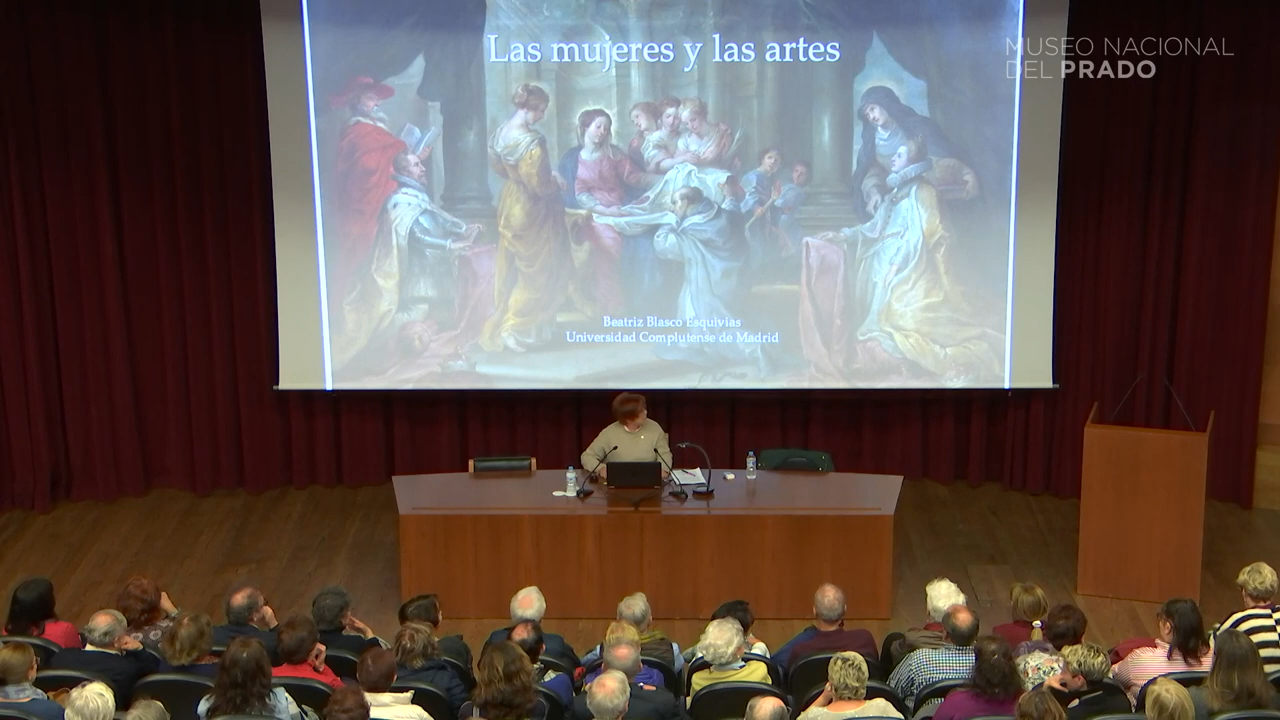 Las mujeres y las artes
MUSEO NACIONAL
DEL PRADO
Beatriz Blasco Esquivias
Universidad Complutense de Madrid